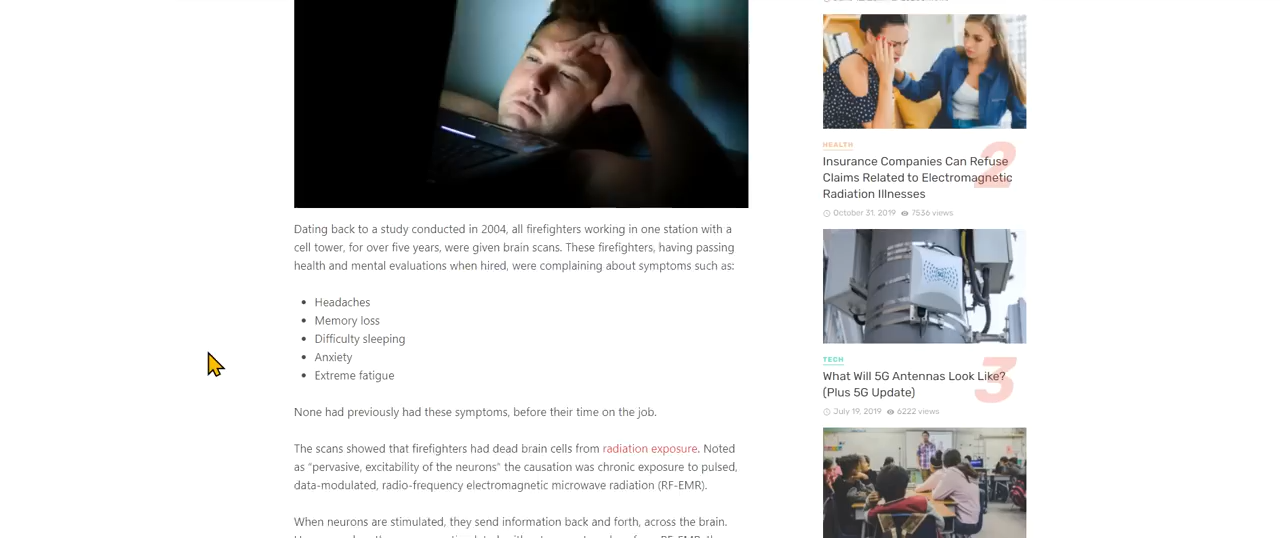 Dating back to a study conducted in 2004, all firefighters working in one station with a
cell tower, for over five years, were given brain scans. These firefighters, having passing
health and mental evaluations when hired, were complaining about symptoms such as:
Headaches
Memory loss
Difficulty sleeping
Anxiety
Extreme fatigue
None had previously had these symptoms, before their time on the job.
The scans showed that firefighters had dead brain cells from radiation exposure. Noted
as "pervasive, excitability of the neurons" the causation was chronic exposure to pulsed,
data-modulated, radio-frequency electromagnetic microwave radiation (RF-EMR).
When neurons are stimulated, they send information back and forth, across the brain.
HEALTH
2
Insurance Companies Can Refuse
Claims Related to Electromagnetic
Radiation Illnesses
October 31, 2019 7536 views
TECH
3
What Will 5G Antennas Look Like?
(Plus 5G Update)
July 19, 2019 6222 views